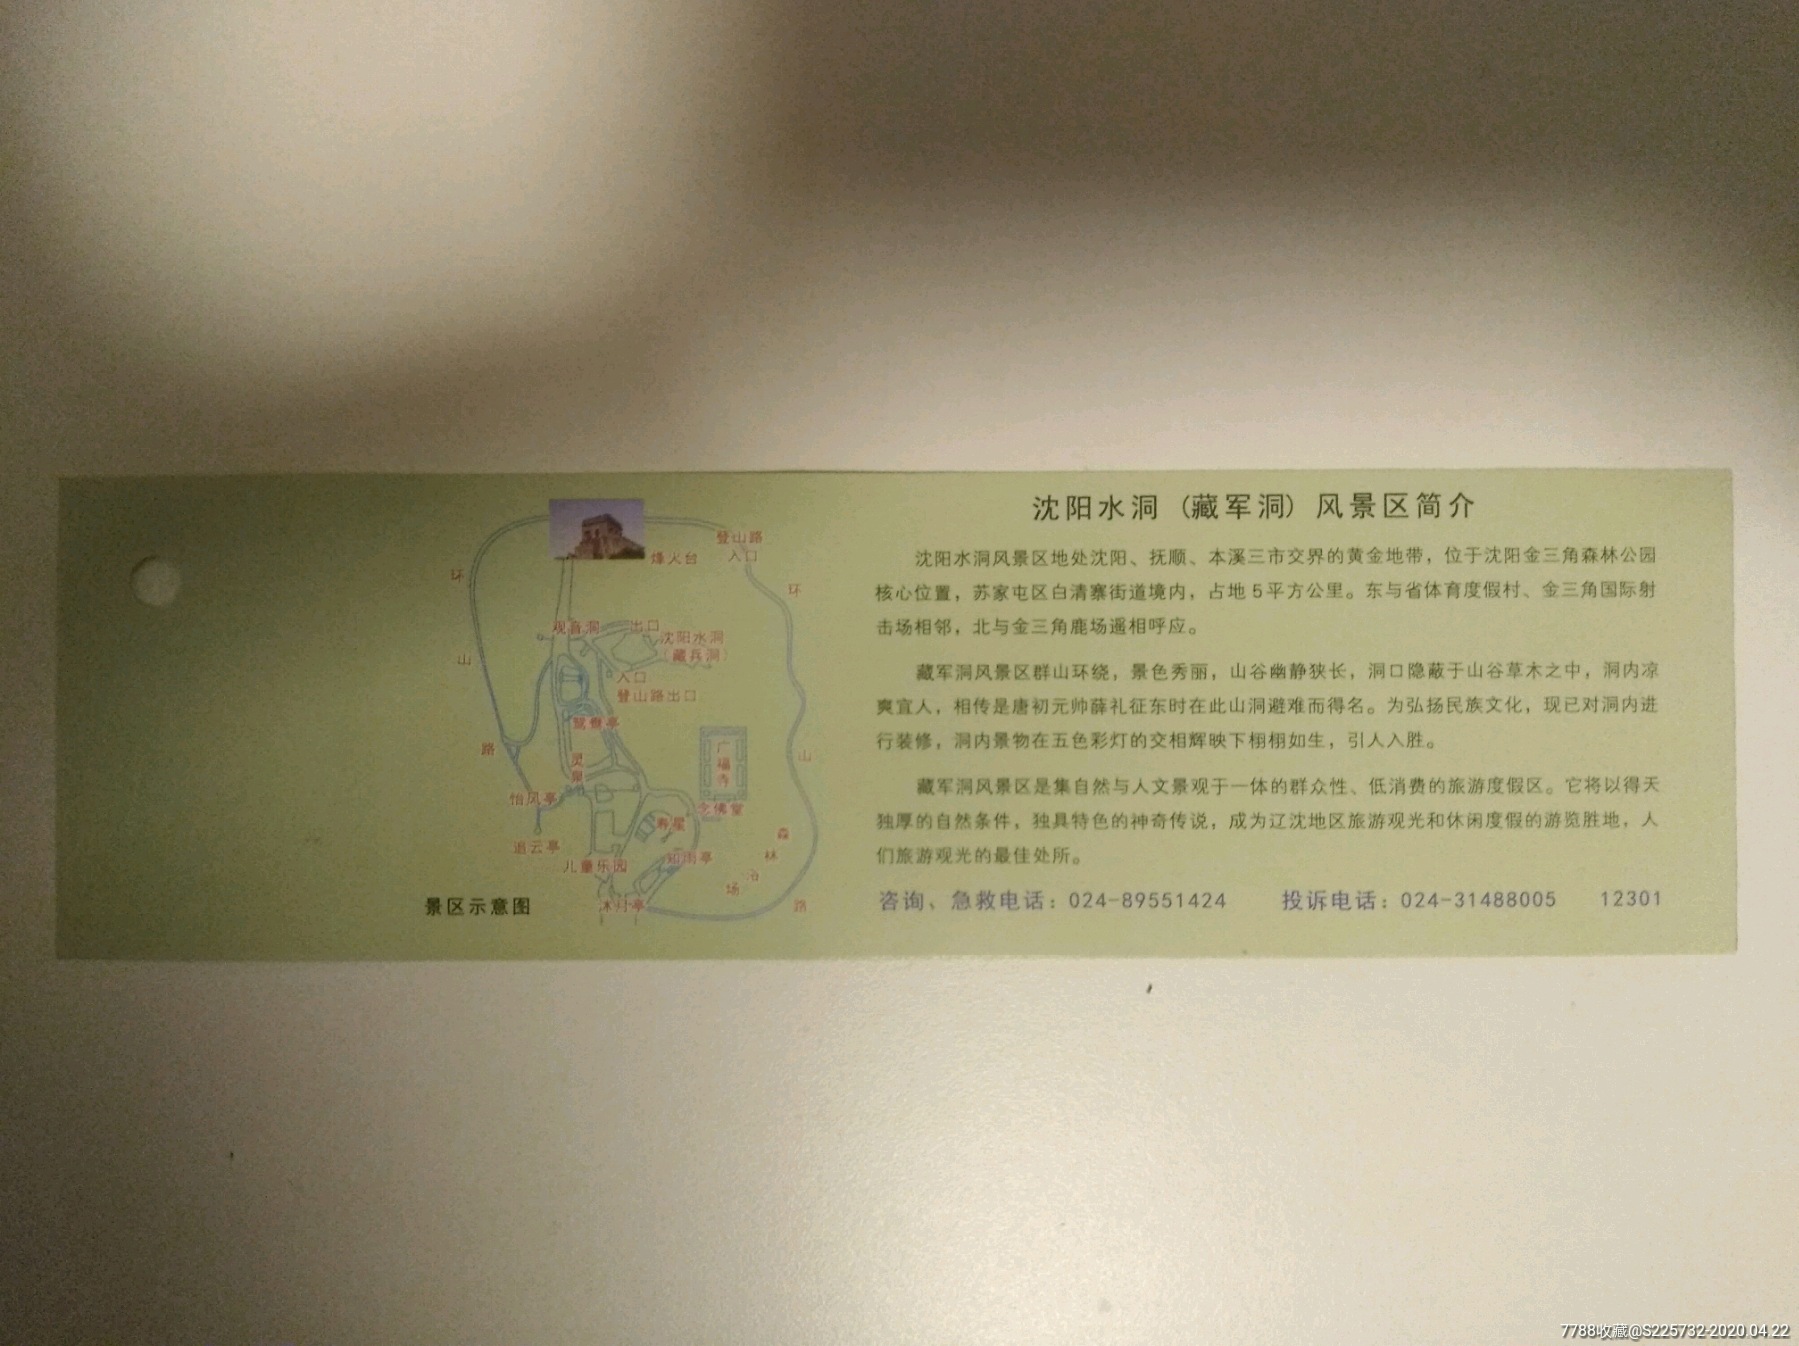 沈阳水洞（藏军洞）风景区简介
沈阳水洞风景区地处沈阳、抚顺、本溪三市交界的黄金地带，位于沈阳金三角森林公园
核心位置，苏家屯区白清寨街道境内，占地5平方公里。东与省体育度假村、金三角国际射
击场相邻，北与金三角鹿场遥相呼应。
藏军洞风景区群山环绕，景色秀丽，山谷幽静狭长，洞口隐蔽于山谷草木之中，洞内凉
爽宜人，相传是唐初元帅薛礼征东时在此山洞避难而得名。为弘扬民族文化，现已对洞内进
行装修，洞内景物在五色彩灯的交相辉映下栩栩如生，引人入胜。
藏军洞风景区是集自然与人文景观于一体的群众性、低消费的旅游度假区。它将以得天
独厚的自然条件，独具特色的神奇传说，成为辽沈地区旅游观光和休闲度假的游览胜地，人
们旅游观光的最佳处所。
咨询、急救电话：024-89551424 投诉电话：024-31488005 12301
登山路
入口
烽火台
环
山
路
环
山
路
观音洞
出口
沈阳水洞
（藏兵洞）
入口
登山路出口
鸳鸯亭
灵泉
广福寺
念佛堂
怡凤亭
寿星
追云亭
知雨亭
儿童乐园
沐月亭
森林浴场
景区示意图
7788收藏@S225732-2020.04.22